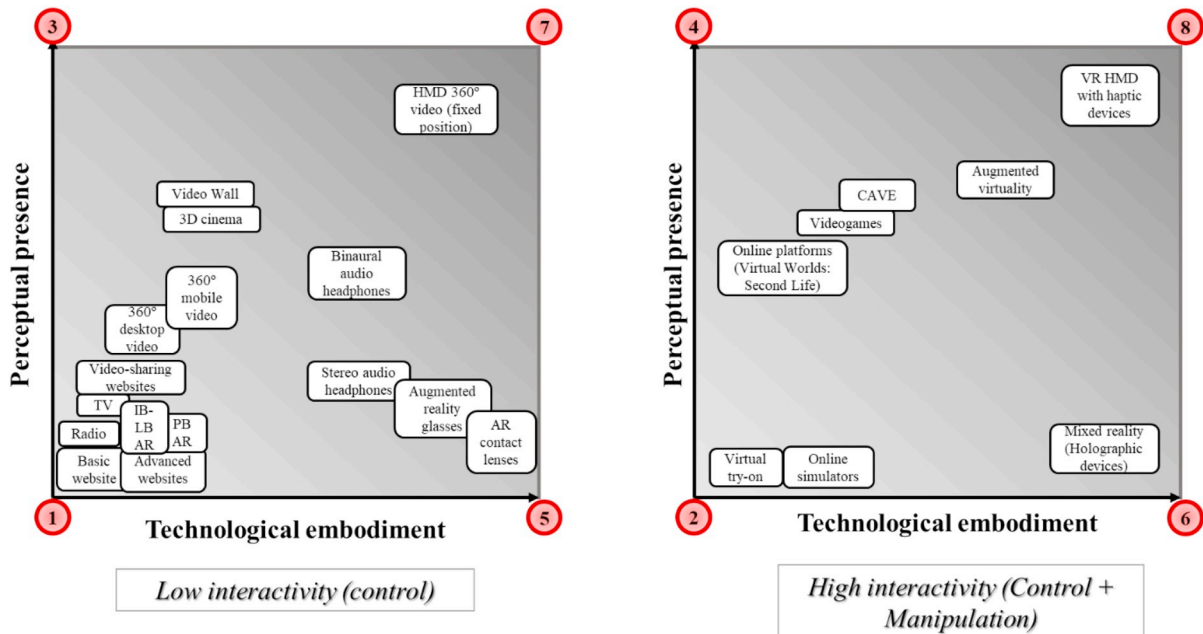 3
7
HMD 360°
video (fixed
position)
Video Wall
3D cinema
Binaural
audio
headphones
360°
mobile
video
360°
desktop
video
Video-sharing
websites
Stereo audio
headphones
Augmented
reality
glasses
TV
IB-
LB
AR
PB
AR
AR
contact
lenses
Radio
Basic
website
Advanced
websites
Perceptual presence
1
5
Technological embodiment
Low interactivity (control)
4
8
VR HMD
with haptic
devices
Augmented
virtuality
CAVE
Videogames
Online platforms
(Virtual Worlds:
Second Life)
Mixed reality
(Holographic
devices)
Virtual
try-on
Online
simulators
Perceptual presence
2
6
Technological embodiment
High interactivity (Control +
Manipulation)